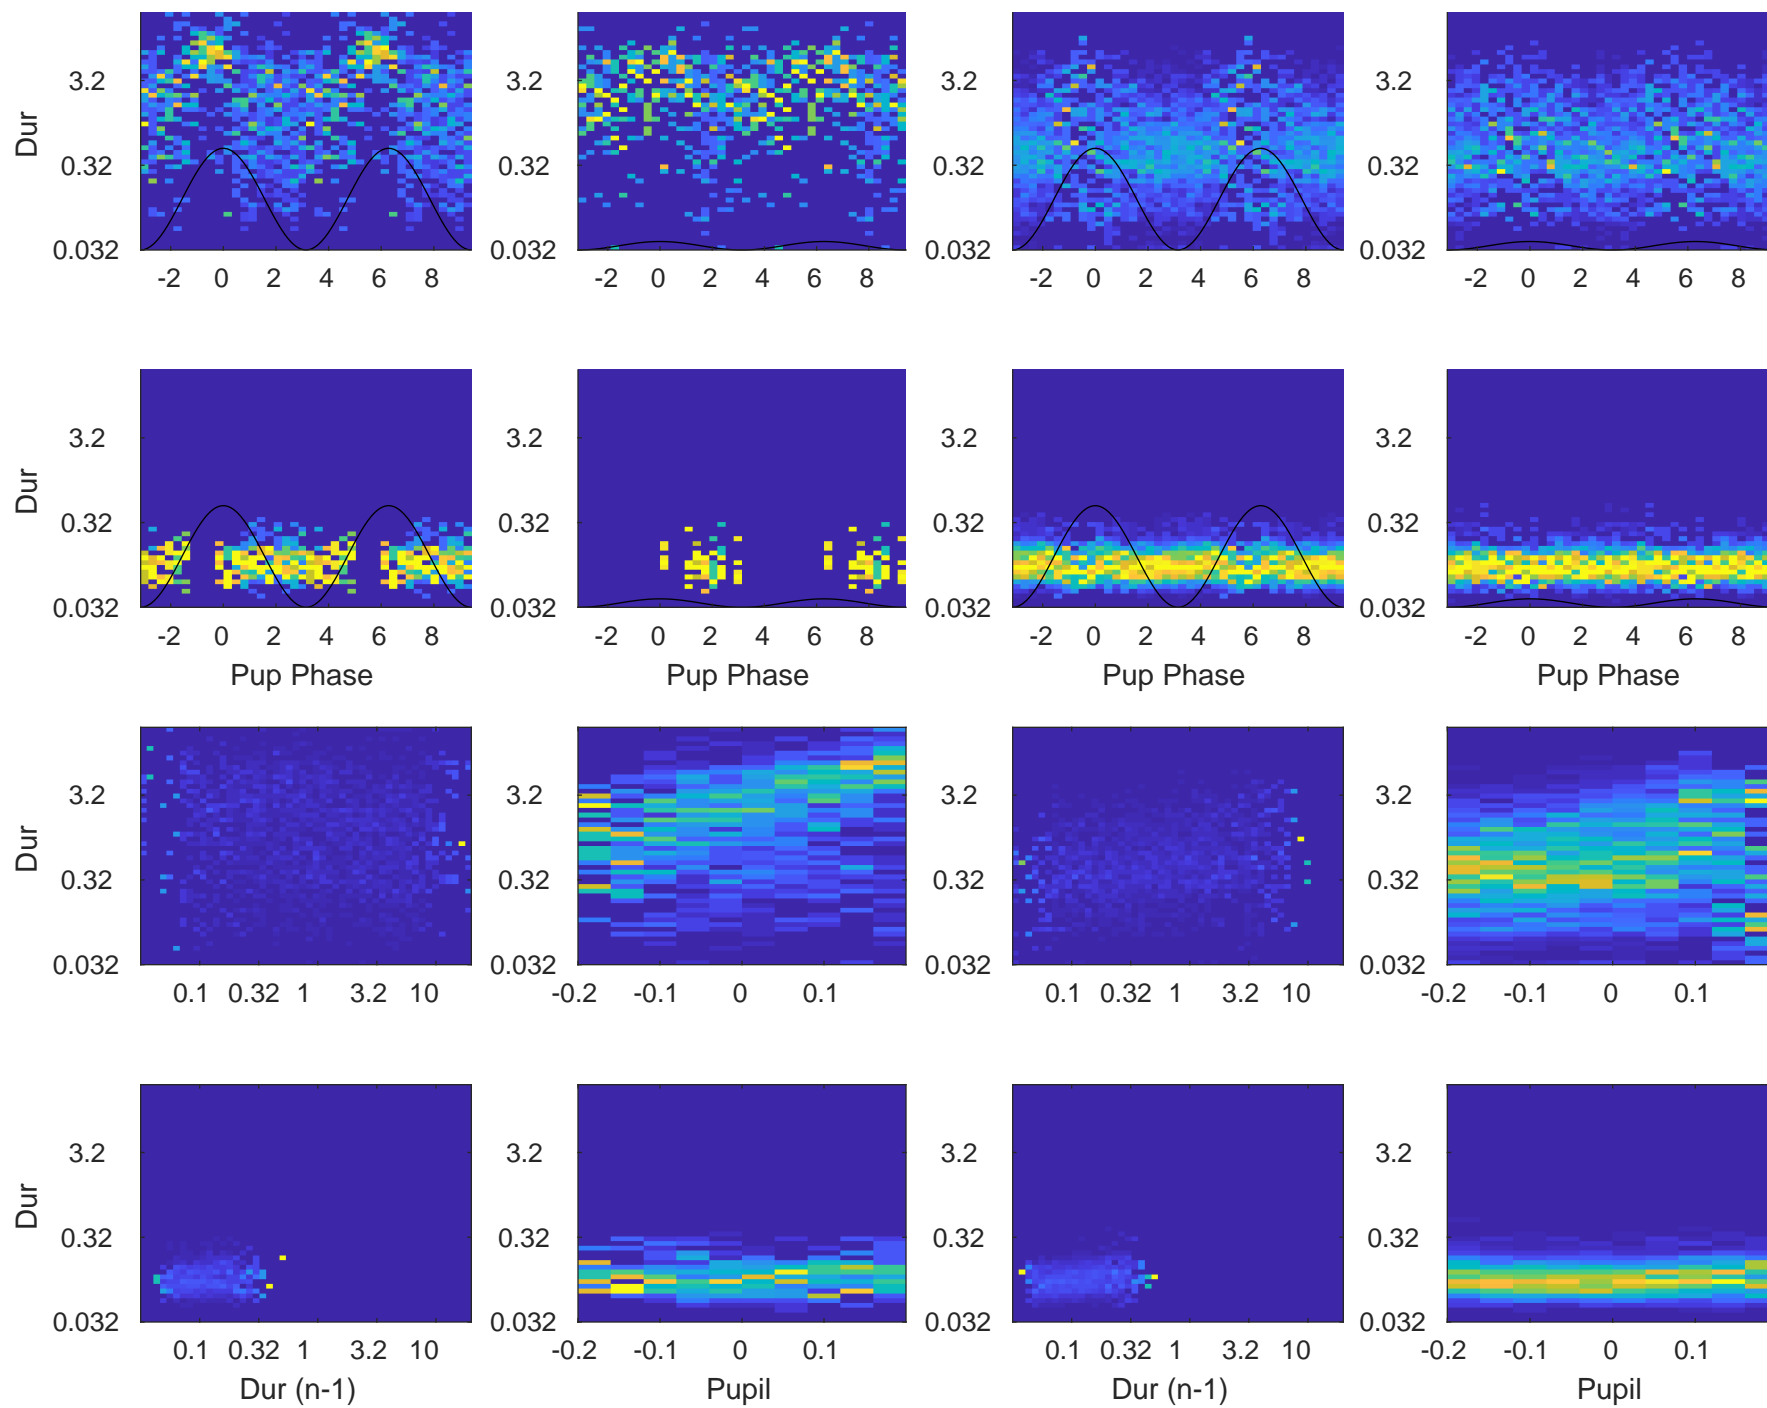 3.2 3.2 3.2 3.2
Dur
0.32 0.32 0.32 0.32
0.032 0.032 0.032 0.032
-2 0 2 4 6 8 -2 0 2 4 6 8 -2 0 2 4 6 8 -2 0 2 4 6 8
3.2 3.2 3.2 3.2
Dur
0.32 0.32 0.32 0.32
0.032 0.032 0.032 0.032
-2 0 2 4 6 8 -2 0 2 4 6 8 -2 0 2 4 6 8 -2 0 2 4 6 8
Pup Phase Pup Phase Pup Phase Pup Phase
3.2 3.2 3.2 3.2
Dur
0.32 0.32 0.32 0.32
0.032 0.032 0.032 0.032
0.1 0.32 1 3.2 10 -0.2 -0.1 0 0.1 0.1 0.32 1 3.2 10 -0.2 -0.1 0 0.1
3.2 3.2 3.2 3.2
Dur
0.32 0.32 0.32 0.32
0.032 0.032 0.032 0.032
0.1 0.32 1 3.2 10 -0.2 -0.1 0 0.1 0.1 0.32 1 3.2 10 -0.2 -0.1 0 0.1
Dur (n-1) Pupil Dur (n-1) Pupil